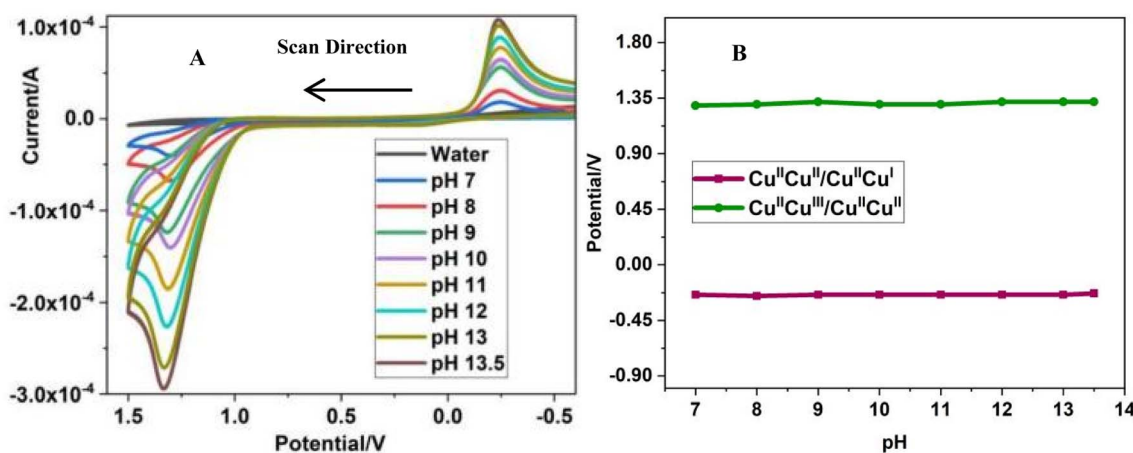 A
Scan Direction
1.0x10⁻⁴
0.0
-1.0x10⁻⁴
-2.0x10⁻⁴
-3.0x10⁻⁴
Current/A
Water
pH 7
pH 8
pH 9
pH 10
pH 11
pH 12
pH 13
pH 13.5
1.5 1.0 0.5 0.0 -0.5
Potential/V
B
1.80
1.35
0.90
0.45
0.00
-0.45
-0.90
Potential/V
CuᴵᴵCuᴵᴵ/CuᴵᴵCuᴵ
CuᴵᴵCuᴵᴵᴵ/CuᴵᴵCuᴵᴵ
7 8 9 10 11 12 13 14
pH